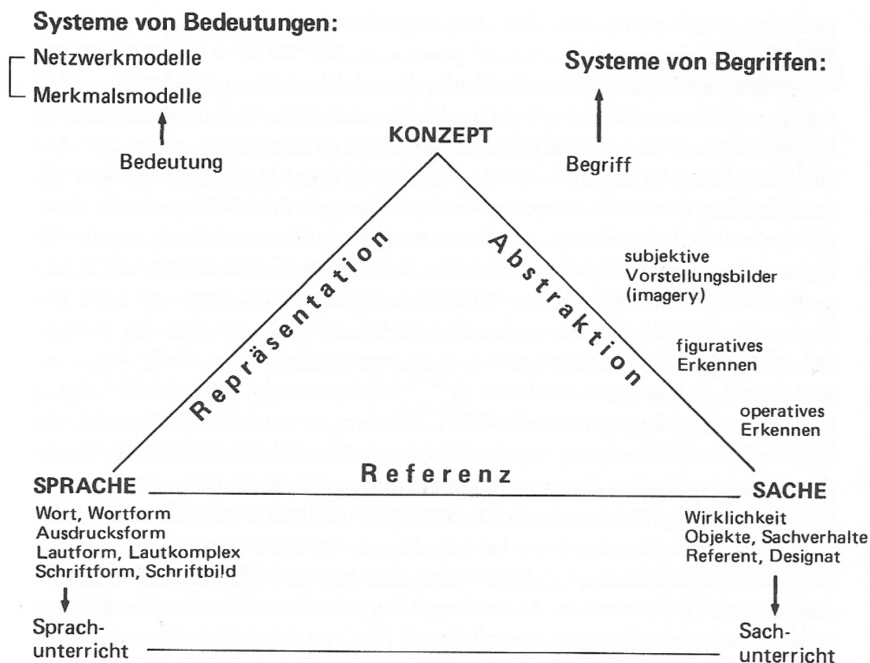 Systeme von Bedeutungen:
Netzwerkmodelle
Merkmalsmodelle
Bedeutung
Systeme von Begriffen:
KONZEPT
Begriff
Repräsentation
Abstraktion
subjektive
Vorstellungsbilder
(imagery)
figuratives
Erkennen
operatives
Erkennen
Referenz
SPRACHE
Wort, Wortform
Ausdrucksform
Lautform, Lautkomplex
Schriftform, Schriftbild
Sprach-
unterricht
SACHE
Wirklichkeit
Objekte, Sachverhalte
Referent, Designat
Sach-
unterricht